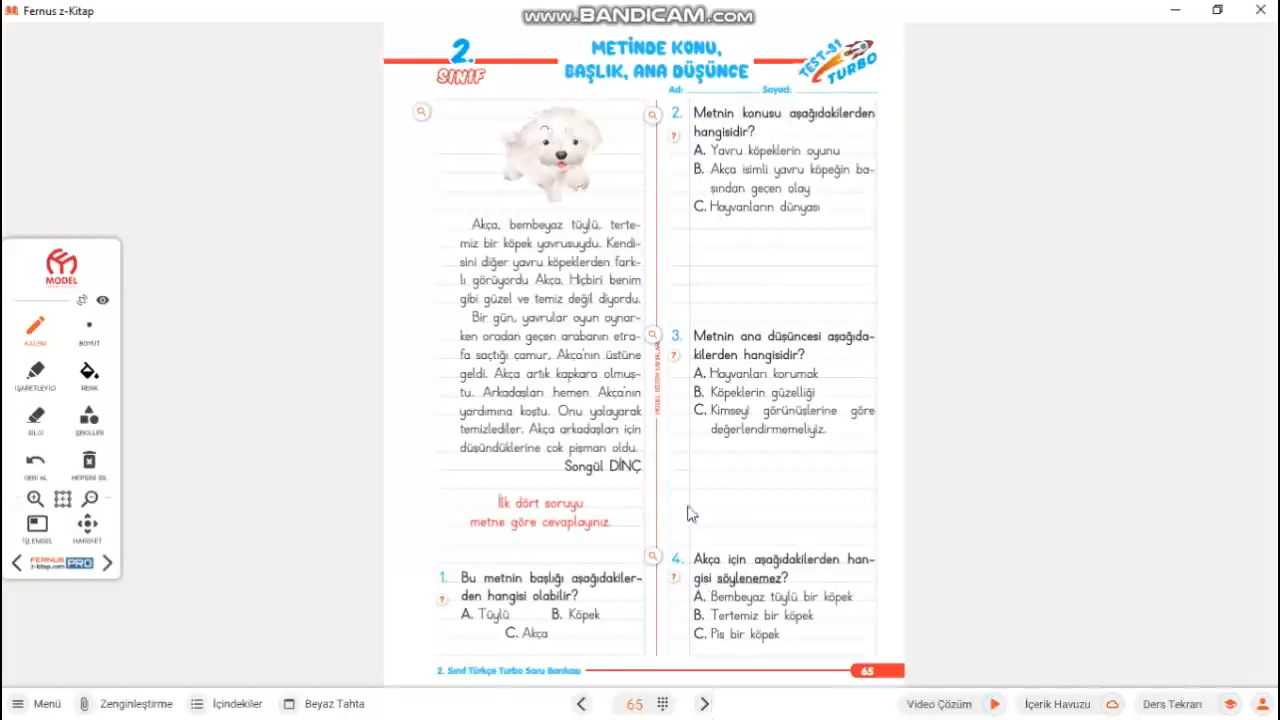 Fernus z-Kitap
www.BANDICAM.com
2.
SINIF
METİNDE KONU,
BAŞLIK, ANA DÜŞÜNCE
TEST-31
TURBO
Ad: Soyad:
Akça, bembeyaz tüylü, terte-
miz bir köpek yavrusuydu. Kendi-
sini diğer yavru köpeklerden fark-
lı görüyordu Akça. Hiçbiri benim
gibi güzel ve temiz değil diyordu.
Bir gün, yavrular oyun oynar-
ken oradan geçen arabanın etra-
fa saçtığı çamur, Akça'nın üstüne
geldi. Akça artık kapkara olmuş-
tu. Arkadaşları hemen Akça'nın
yardımına koştu. Onu yalayarak
temizlediler. Akça arkadaşları için
düşündüklerine çok pişman oldu.
Songül DİNÇ
İlk dört soruyu
metne göre cevaplayınız.
1. Bu metnin başlığı aşağıdakiler-
den hangisi olabilir?
A. Tüylü B. Köpek
C. Akça
MODEL EĞİTİM YAYINLARI
2. Metnin konusu aşağıdakilerden
hangisidir?
A. Yavru köpeklerin oyunu
B. Akça isimli yavru köpeğin ba-
şından geçen olay
C. Hayvanların dünyası
3. Metnin ana düşüncesi aşağıda-
kilerden hangisidir?
A. Hayvanları korumak
B. Köpeklerin güzelliği
C. Kimseyi görünüşlerine göre
değerlendirmemeliyiz.
4. Akça için aşağıdakilerden han-
gisi söylenemez?
A. Bembeyaz tüylü bir köpek
B. Tertemiz bir köpek
C. Pis bir köpek
2. Sınıf Türkçe Turbo Soru Bankası
65
MODEL
KALEM BOYUT
İŞARETLEYİCİ RENK
SİLGİ ŞEKİLLER
GERİ AL HEPSİNİ SİL
İŞLENGEL HAREKET
FERNUS
z-kitap.com PRO
Menü Zenginleştirme İçindekiler Beyaz Tahta 65 Video Çözüm İçerik Havuzu Ders Tekrarı